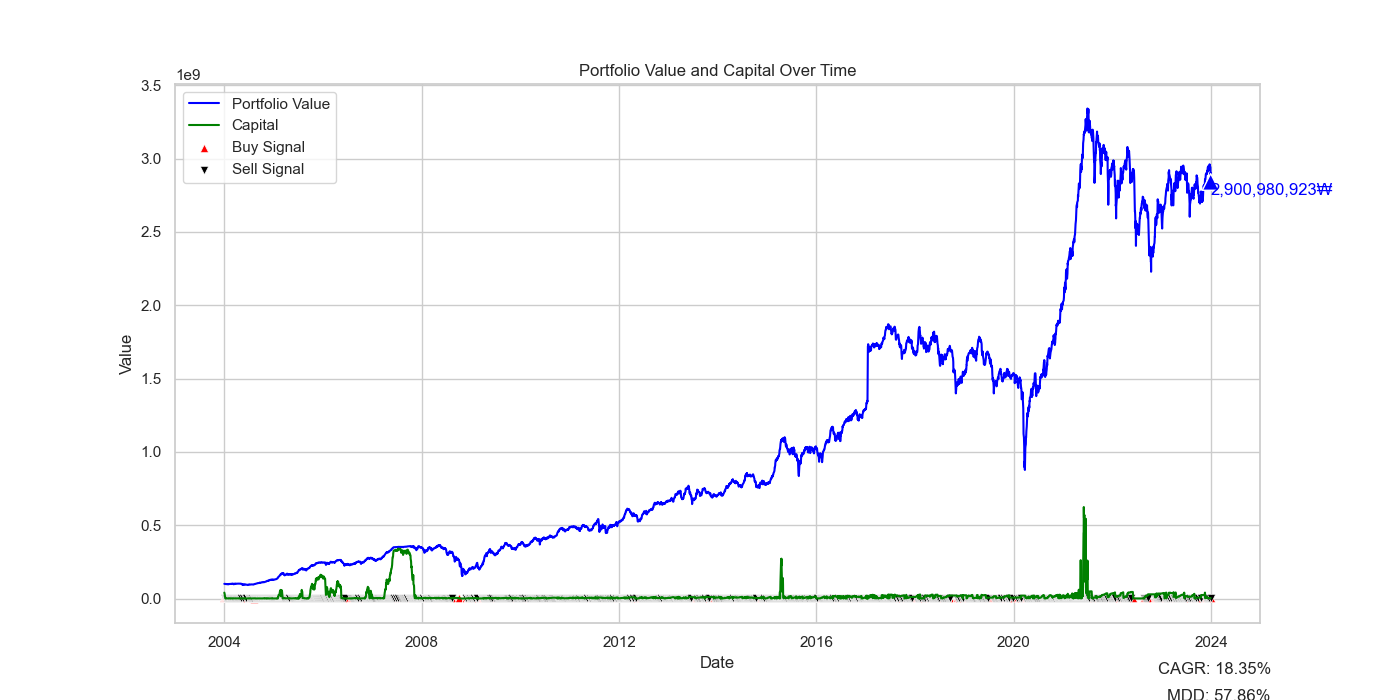 Portfolio Value and Capital Over Time
1e9
3.5
3.0
2.5
2.0
1.5
1.0
0.5
0.0
Value
Portfolio Value
Capital
Buy Signal
Sell Signal
2,900,980,923₩
2004
2008
2012
2016
2020
2024
Date
CAGR: 18.35%
MDD: 57.86%